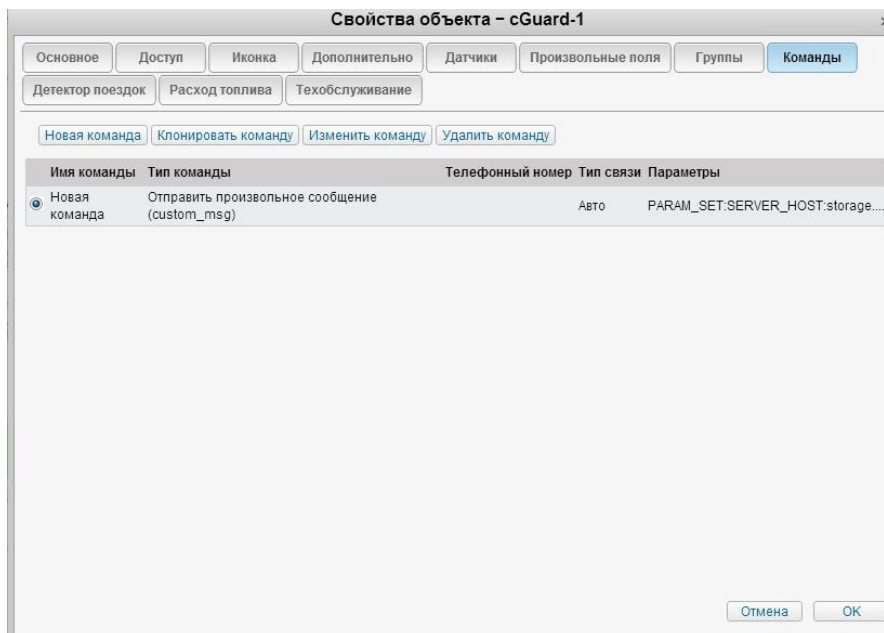 Свойства объекта – cGuard-1
Основное Доступ Иконка Дополнительно Датчики Произвольные поля Группы Команды
Детектор поездок Расход топлива Техобслуживание
Новая команда Клонировать команду Изменить команду Удалить команду
Имя команды Тип команды Телефонный номер Тип связи Параметры
Новая команда Отправить произвольное сообщение (custom_msg) Авто PARAM_SET:SERVER_HOST:storage....
Отмена OK